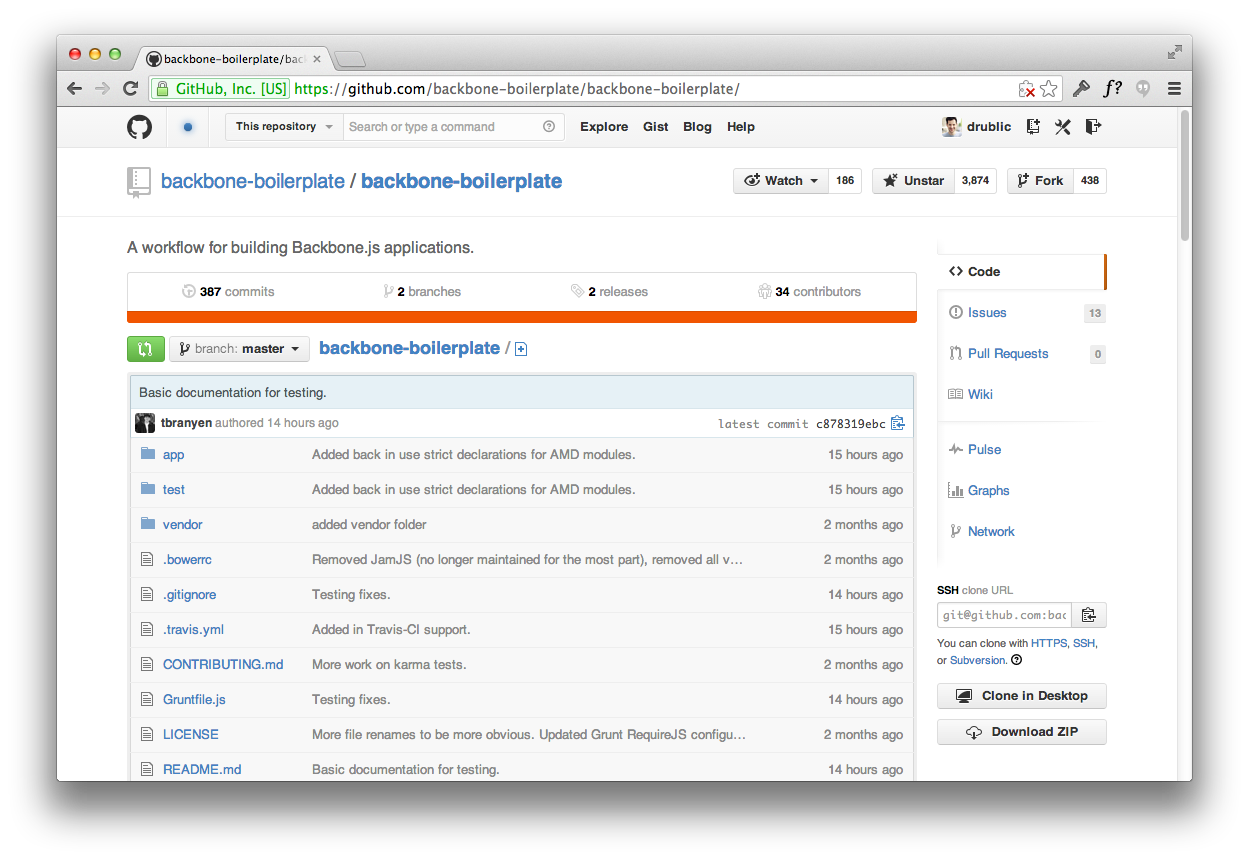 backbone-boilerplate/bac
GitHub, Inc. [US] https://github.com/backbone-boilerplate/backbone-boilerplate/
f?
This repository Search or type a command Explore Gist Blog Help drublic
backbone-boilerplate / backbone-boilerplate Watch 186 Unstar 3,874 Fork 438
A workflow for building Backbone.js applications.
387 commits 2 branches 2 releases 34 contributors
branch: master backbone-boilerplate /
Basic documentation for testing.
tbranyen authored 14 hours ago latest commit c878319ebc
app Added back in use strict declarations for AMD modules. 15 hours ago
test Added back in use strict declarations for AMD modules. 15 hours ago
vendor added vendor folder 2 months ago
.bowerrc Removed JamJS (no longer maintained for the most part), removed all v… 2 months ago
.gitignore Testing fixes. 14 hours ago
.travis.yml Added in Travis-CI support. 15 hours ago
CONTRIBUTING.md More work on karma tests. 2 months ago
Gruntfile.js Testing fixes. 14 hours ago
LICENSE More file renames to be more obvious. Updated Grunt RequireJS configu… 2 months ago
README.md Basic documentation for testing. 14 hours ago
Code
Issues 13
Pull Requests 0
Wiki
Pulse
Graphs
Network
SSH clone URL
git@github.com:bac
You can clone with HTTPS, SSH,
or Subversion.
Clone in Desktop
Download ZIP